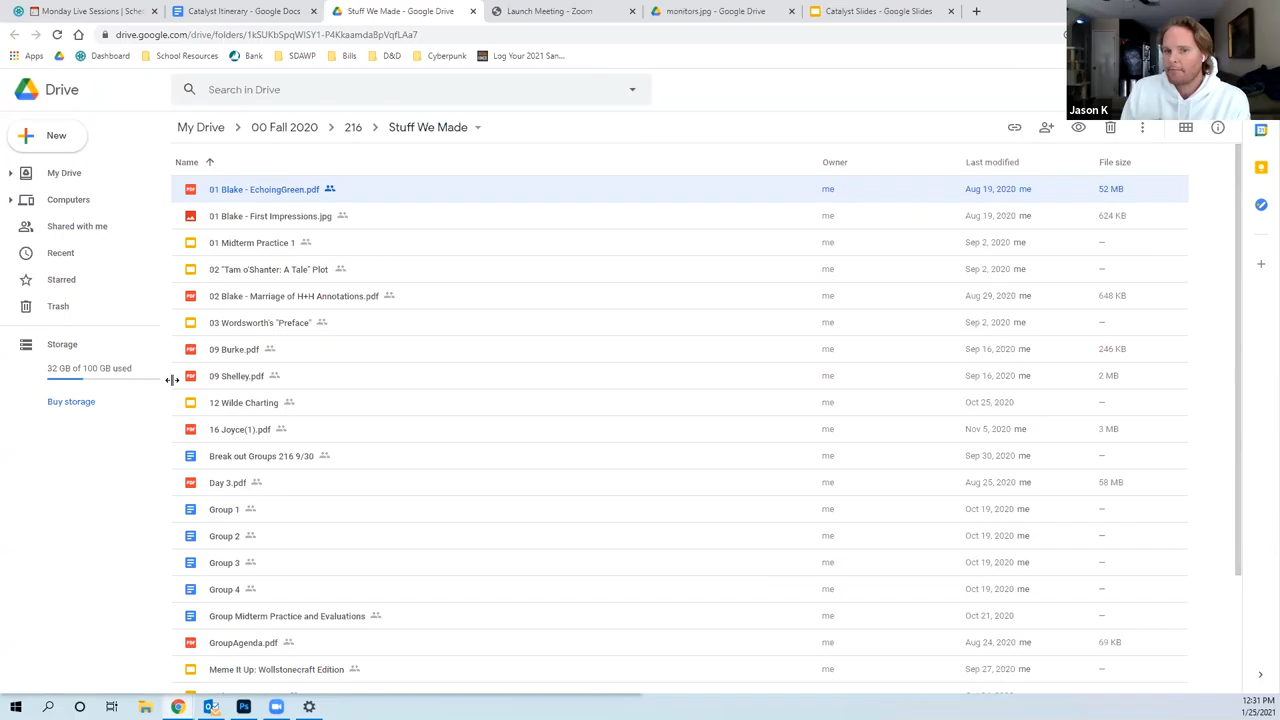 Monday Live Sessions | Sche
Catalyst Itinerary - Google Docs
Stuff We Made - Google Drive
Launch Meeting - Zoom
monitors.jpg - Google Drive
Catalyst Slides - Google Slides
Apps
Dashboard
School Resources
Bank
SDAWP
Bills
D&D
Cyberpunk
Log Your 2021 San...
Jason K
Drive
Search in Drive
New
My Drive
00 Fall 2020
216
Stuff We Made
My Drive
Computers
Shared with me
Recent
Starred
Trash
Storage
32 GB of 100 GB used
Buy storage
Name Owner Last modified File size
01 Blake - EchoingGreen.pdf me Aug 19, 2020 me 52 MB
01 Blake - First Impressions.jpg me Aug 19, 2020 me 624 KB
01 Midterm Practice 1 me Sep 2, 2020 me —
02 "Tam o'Shanter: A Tale" Plot me Sep 2, 2020 me —
02 Blake - Marriage of H+H Annotations.pdf me Aug 29, 2020 me 648 KB
03 Wordsworth's "Preface" me Sep 2, 2020 me —
09 Burke.pdf me Sep 16, 2020 me 246 KB
09 Shelley.pdf me Sep 16, 2020 me 2 MB
12 Wilde Charting me Oct 25, 2020 —
16 Joyce(1).pdf me Nov 5, 2020 me 3 MB
Break out Groups 216 9/30 me Sep 30, 2020 me —
Day 3.pdf me Aug 25, 2020 me 58 MB
Group 1 me Oct 19, 2020 me —
Group 2 me Oct 19, 2020 me —
Group 3 me Oct 19, 2020 me —
Group 4 me Oct 19, 2020 me —
Group Midterm Practice and Evaluations me Oct 21, 2020 —
GroupAgenda.pdf me Aug 24, 2020 me 69 KB
Meme It Up: Wollstonecraft Edition me Sep 27, 2020 me —
12:31 PM
1/25/2021